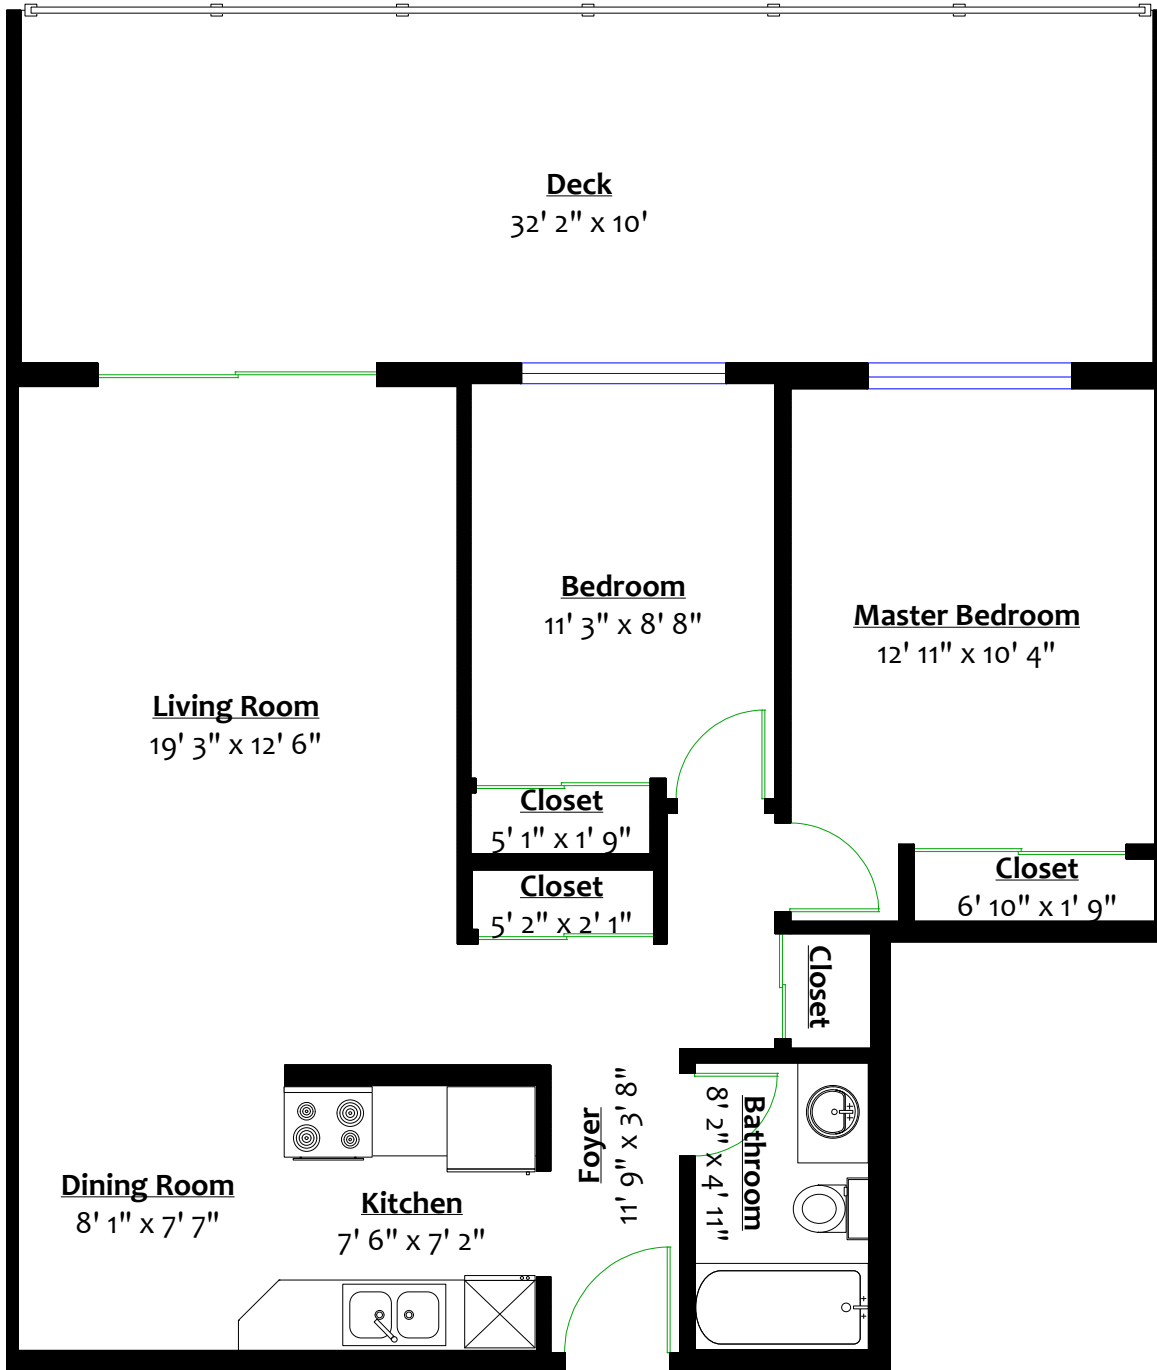 Deck
32' 2" x 10'
Bedroom
11' 3" x 8' 8"
Master Bedroom
12' 11" x 10' 4"
Living Room
19' 3" x 12' 6"
Closet
5' 1" x 1' 9"
Closet
5' 2" x 2' 1"
Closet
6' 10" x 1' 9"
Closet
Foyer
11' 9" x 3' 8"
Bathroom
8' 2" x 4' 11"
Dining Room
8' 1" x 7' 7"
Kitchen
7' 6" x 7' 2"